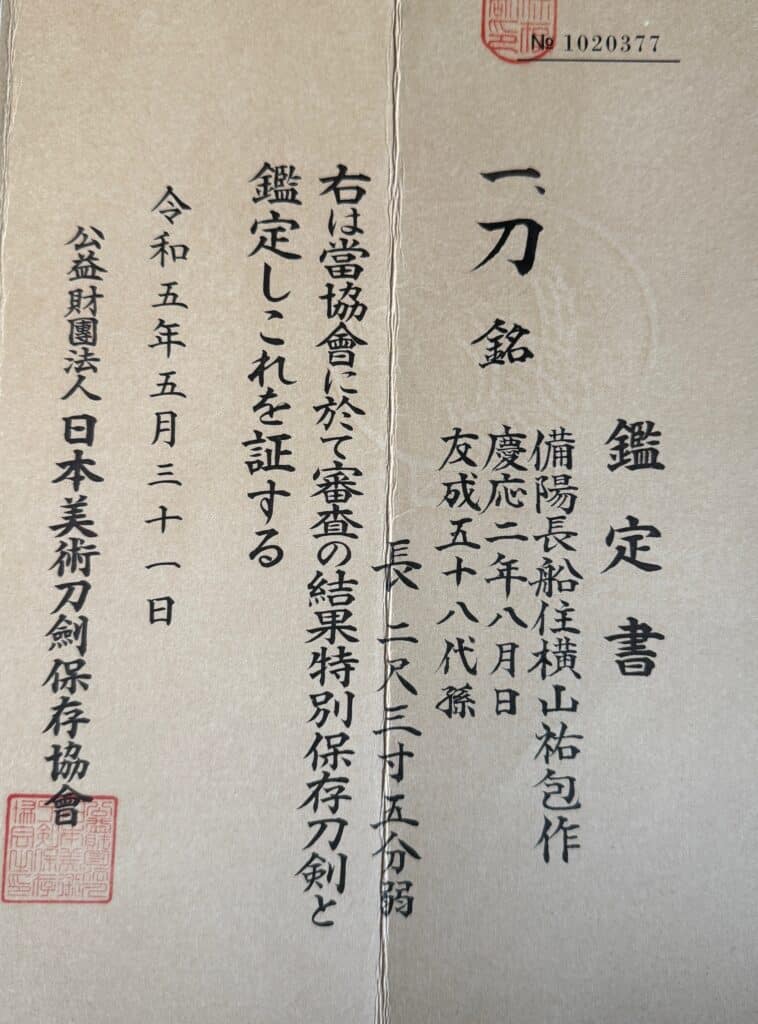 № 1020377
鑑定書
一、刀 銘
備陽長船住横山祐包作
慶応二年八月日
友成五十八代孫
長 二尺三寸五分弱
右は當協會に於て審査の結果特別保存刀剣と
鑑定しこれを証する
令和五年五月三十一日
公益財團法人 日本美術刀劍保存協會